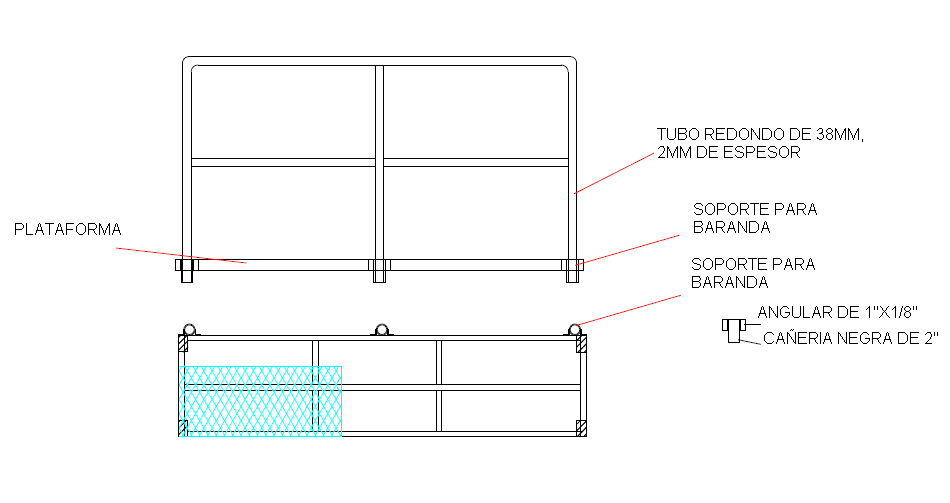 TUBO REDONDO DE 38MM,
2MM DE ESPESOR
PLATAFORMA
SOPORTE PARA
BARANDA
SOPORTE PARA
BARANDA
ANGULAR DE 1"X1/8"
CAÑERIA NEGRA DE 2"